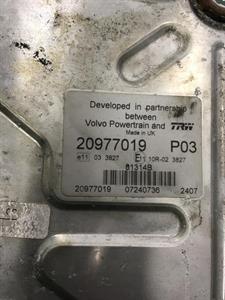 Developed in partnership
between
Volvo Powertrain and TRW
Made in UK
20977019 P03
e11 03 3827 E11 10R-02 3827
81314B
20977019 07240736 2407